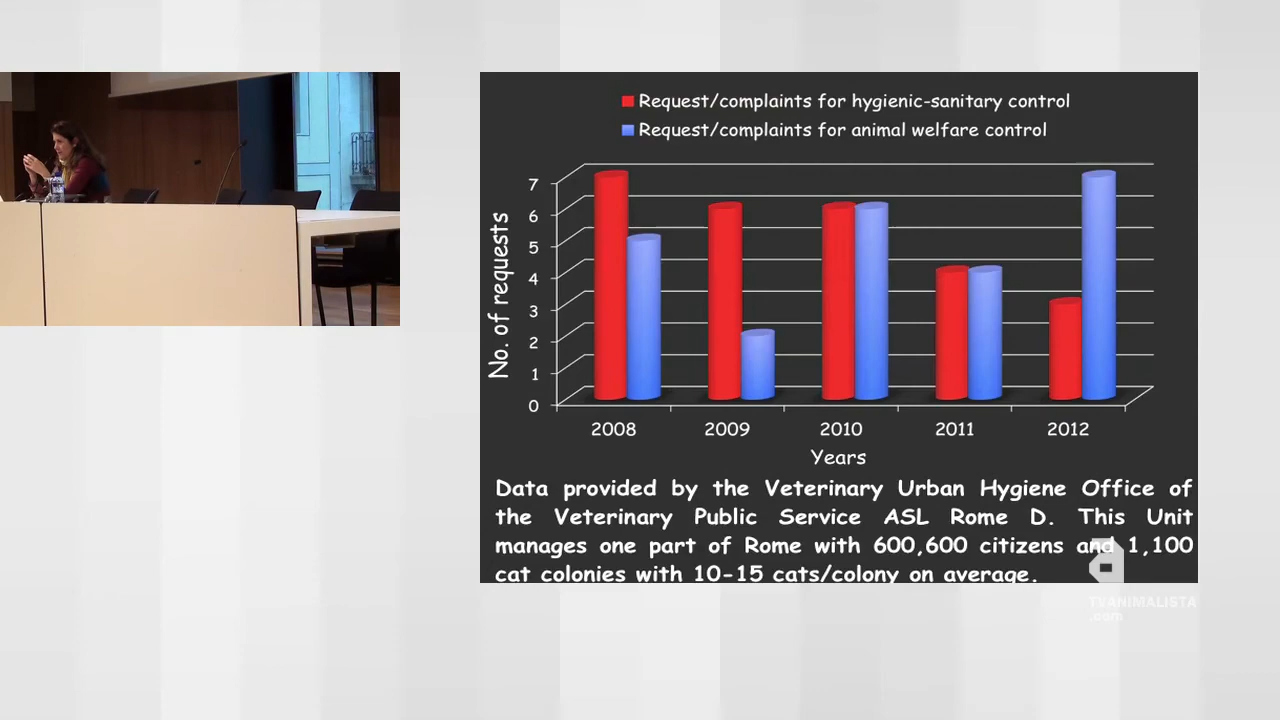 Request/complaints for hygienic-sanitary control
Request/complaints for animal welfare control
No. of requests
7
6
5
4
3
2
1
0
2008 2009 2010 2011 2012
Years
Data provided by the Veterinary Urban Hygiene Office of
the Veterinary Public Service ASL Rome D. This Unit
manages one part of Rome with 600,600 citizens and 1,100
cat colonies with 10-15 cats/colony on average.
TVANIMALISTA
.com